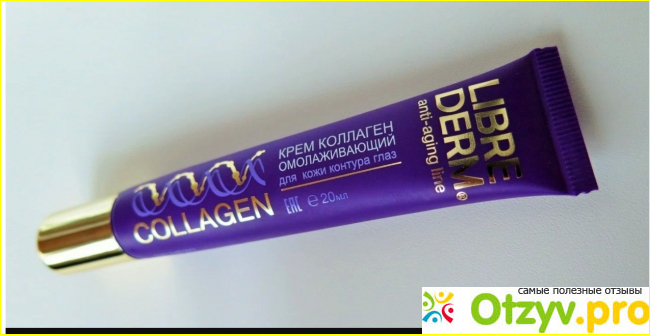 LIBRE
DERM®
anti-aging line
КРЕМ КОЛЛАГЕН
ОМОЛАЖИВАЮЩИЙ
для кожи контура глаз
COLLAGEN
EAC ℮ 20мл
самые полезные отзывы
Otzyv.pro